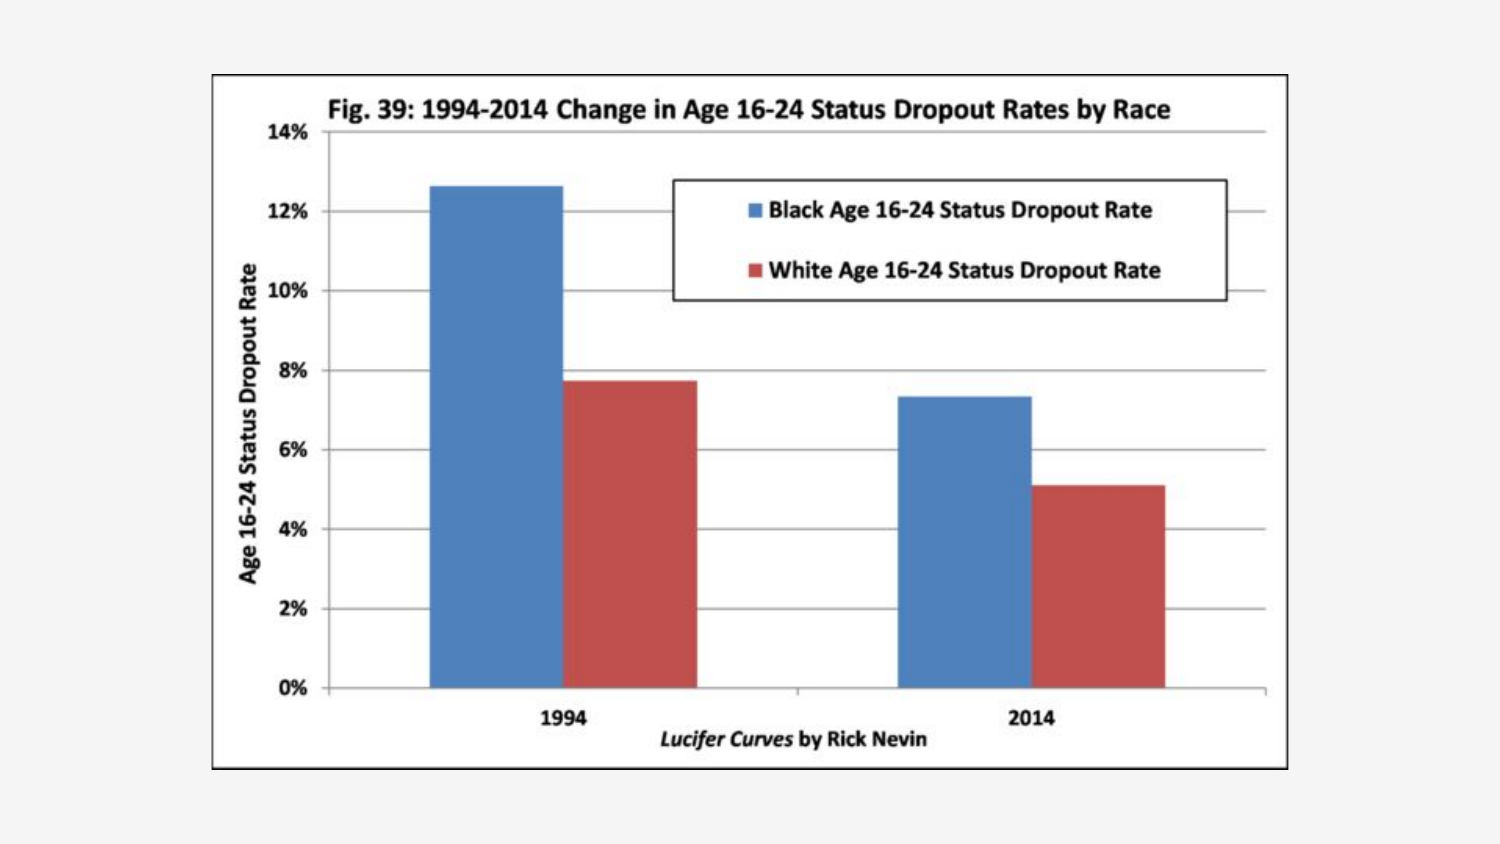 Fig. 39: 1994-2014 Change in Age 16-24 Status Dropout Rates by Race
14%
12%
10%
8%
6%
4%
2%
0%
Age 16-24 Status Dropout Rate
Black Age 16-24 Status Dropout Rate
White Age 16-24 Status Dropout Rate
1994
2014
Lucifer Curves by Rick Nevin